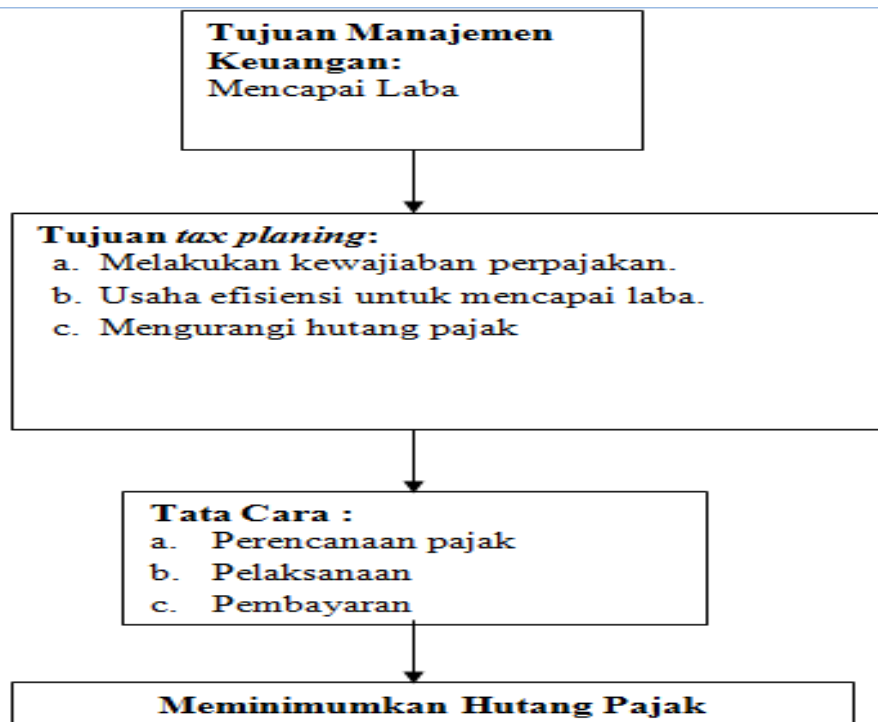 Tujuan Manajemen
Keuangan:
Mencapai Laba
Tujuan tax planing:
a. Melakukan kewajiaban perpajakan.
b. Usaha efisiensi untuk mencapai laba.
c. Mengurangi hutang pajak
Tata Cara :
a. Perencanaan pajak
b. Pelaksanaan
c. Pembayaran
Meminimumkan Hutang Pajak